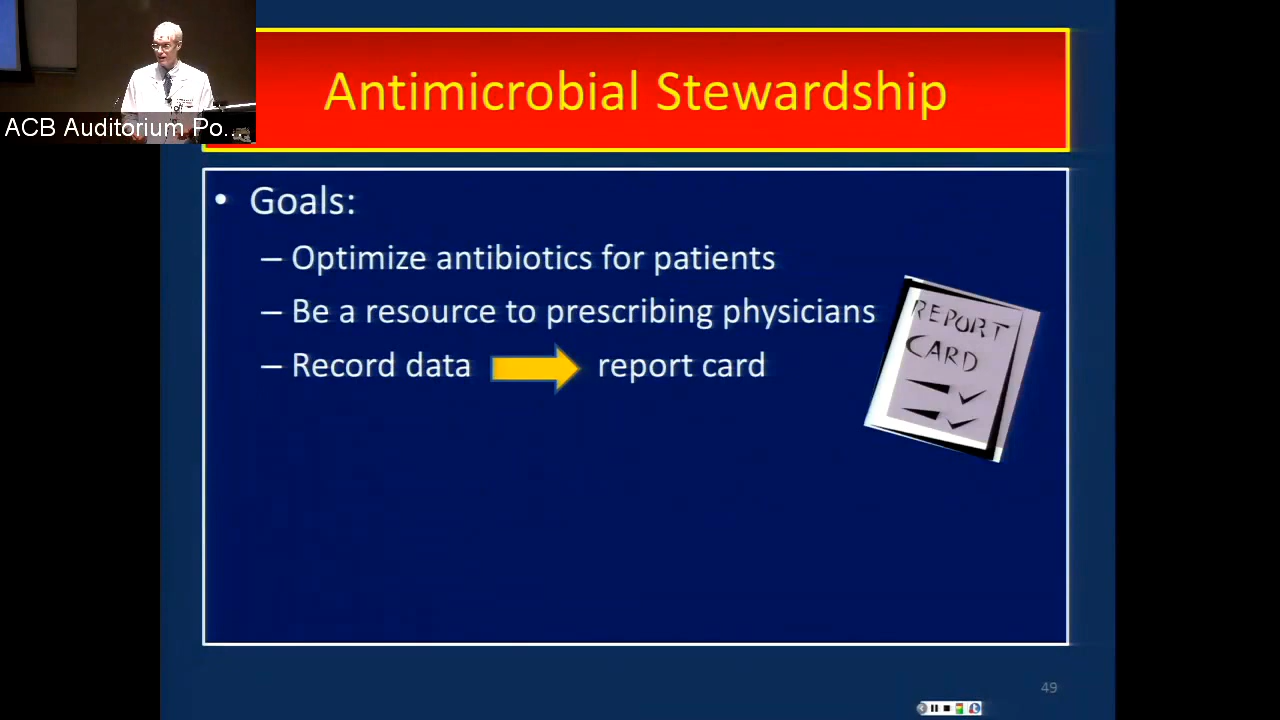 ACB Auditorium Po...
Antimicrobial Stewardship
• Goals:
– Optimize antibiotics for patients
– Be a resource to prescribing physicians
– Record data report card
REPORT
CARD
49